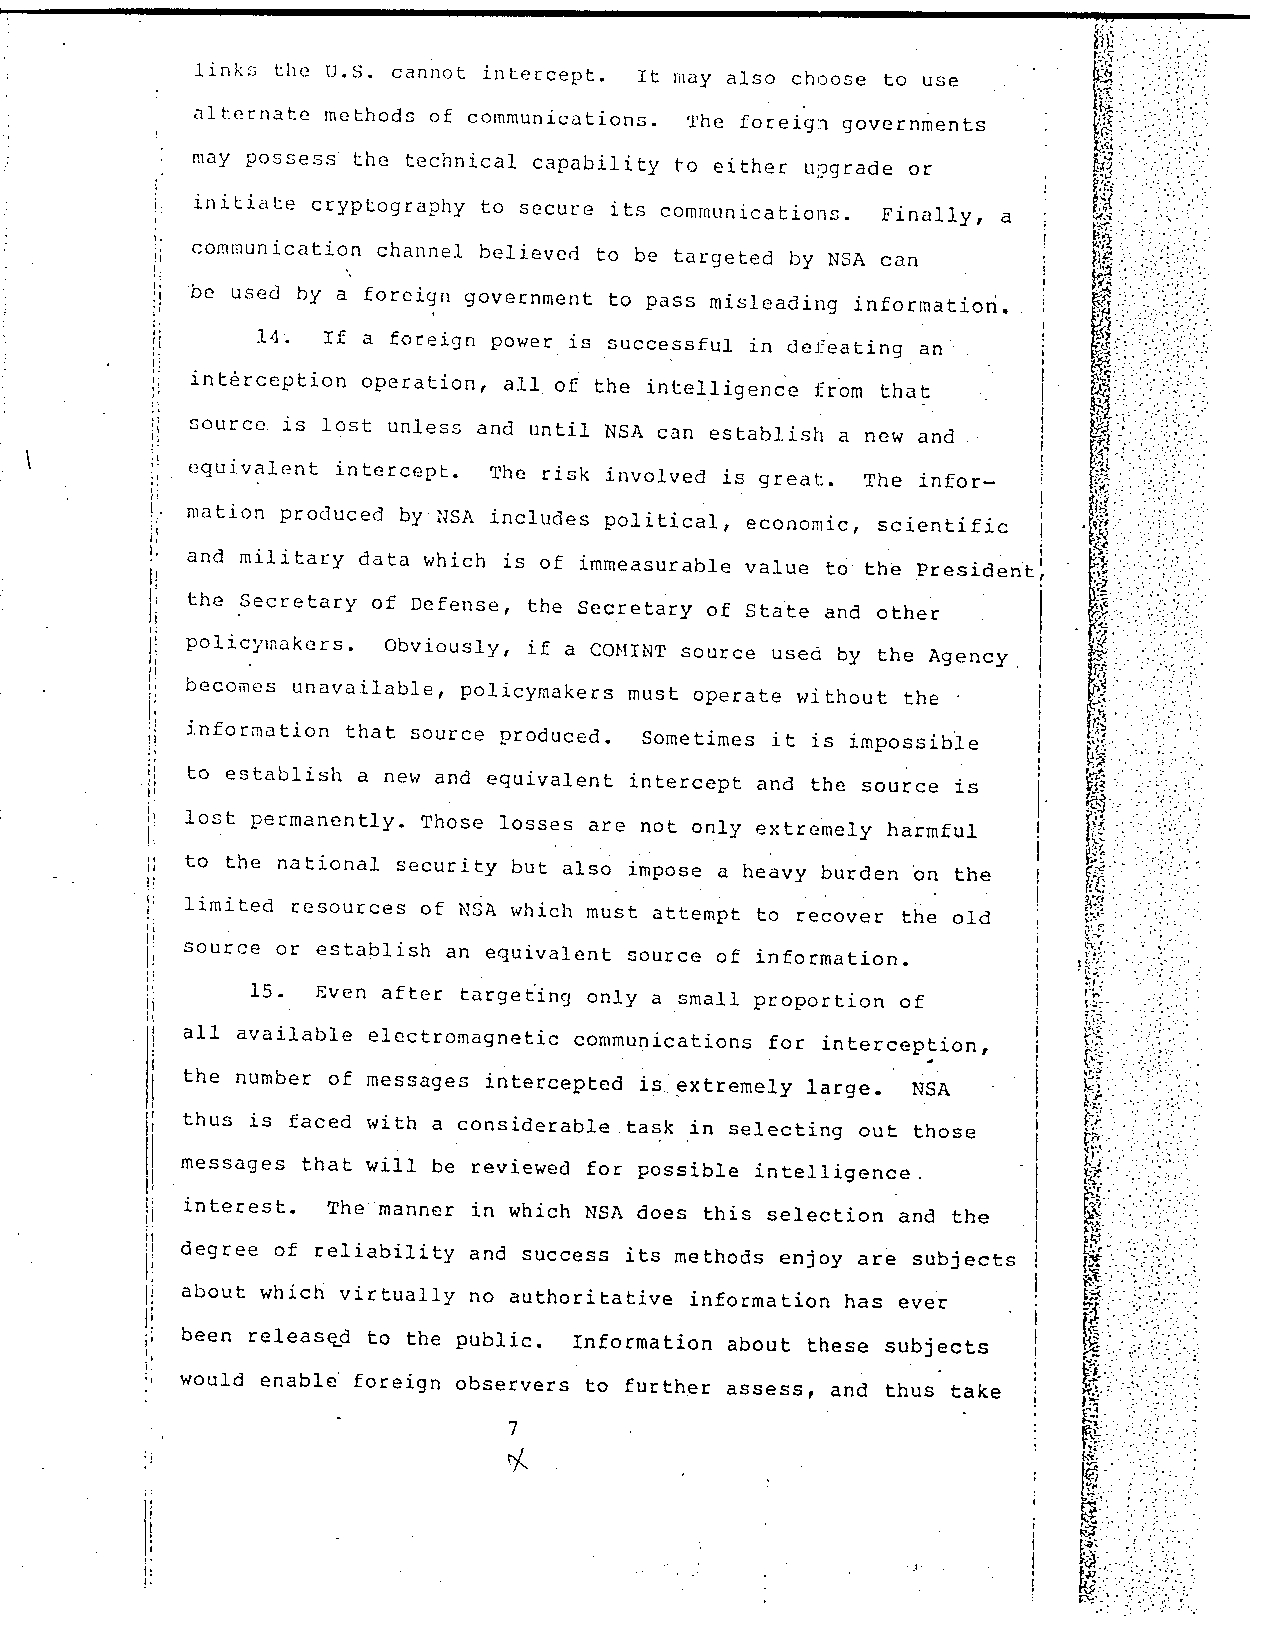 links the U.S. cannot intercept. It may also choose to use
alternate methods of communications. The foreign governments
may possess the technical capability to either upgrade or
initiate cryptography to secure its communications. Finally, a
communication channel believed to be targeted by NSA can
be used by a foreign government to pass misleading information.
14. If a foreign power is successful in defeating an
interception operation, all of the intelligence from that
source is lost unless and until NSA can establish a new and
equivalent intercept. The risk involved is great. The infor-
mation produced by NSA includes political, economic, scientific
and military data which is of immeasurable value to the President,
the Secretary of Defense, the Secretary of State and other
policymakers. Obviously, if a COMINT source used by the Agency
becomes unavailable, policymakers must operate without the
information that source produced. Sometimes it is impossible
to establish a new and equivalent intercept and the source is
lost permanently. Those losses are not only extremely harmful
to the national security but also impose a heavy burden on the
limited resources of NSA which must attempt to recover the old
source or establish an equivalent source of information.
15. Even after targeting only a small proportion of
all available electromagnetic communications for interception,
the number of messages intercepted is extremely large. NSA
thus is faced with a considerable task in selecting out those
messages that will be reviewed for possible intelligence
interest. The manner in which NSA does this selection and the
degree of reliability and success its methods enjoy are subjects
about which virtually no authoritative information has ever
been released to the public. Information about these subjects
would enable foreign observers to further assess, and thus take
7